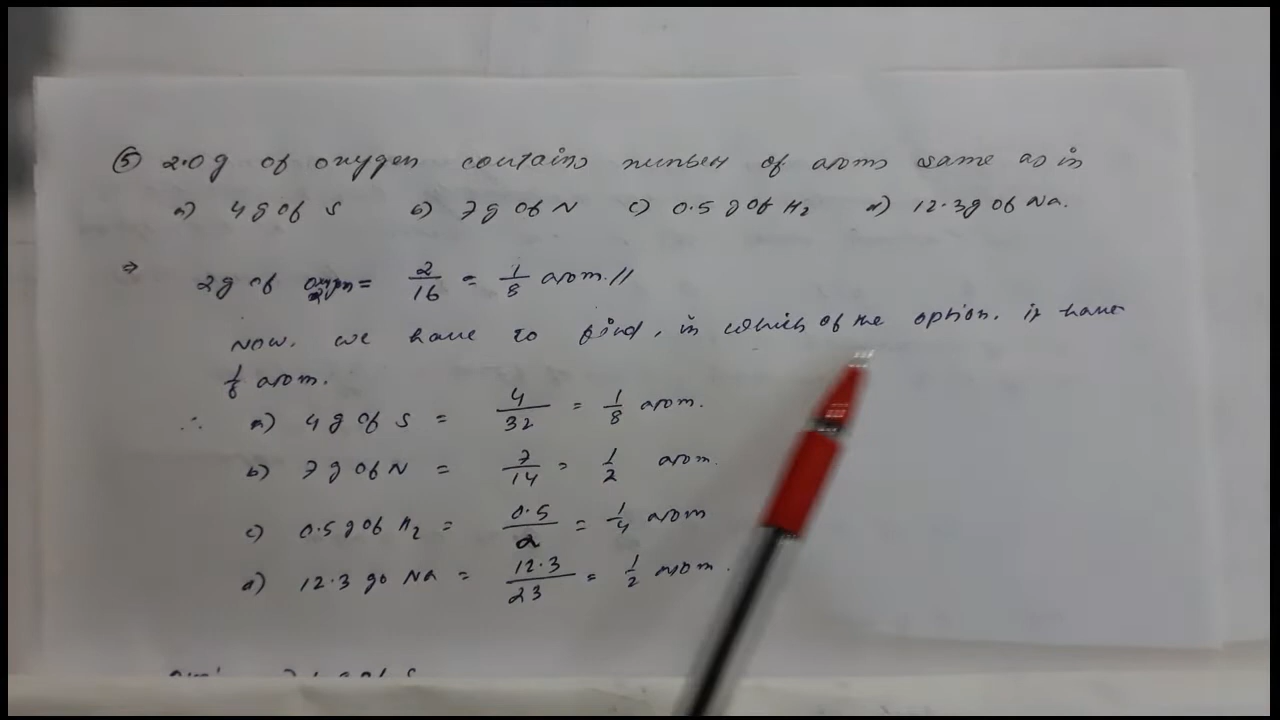 ⑤ 2.0g of oxygen contains number of atoms same as in
a) 4g of S b) 7g of N c) 0.5 g of H₂ d) 12.3g of Na.
⇒ 2g of oxygen = 2/16 = 1/8 atom.//
Now. we have to find, in which of the option. it have
1/8 atom.
∴ a) 4g of S = 4/32 = 1/8 atom.
b) 7g of N = 7/14 = 1/2 atom.
c) 0.5g of H₂ = 0.5/2 = 1/4 atom
d) 12.3 go Na = 12.3/23 = 1/2 atom.